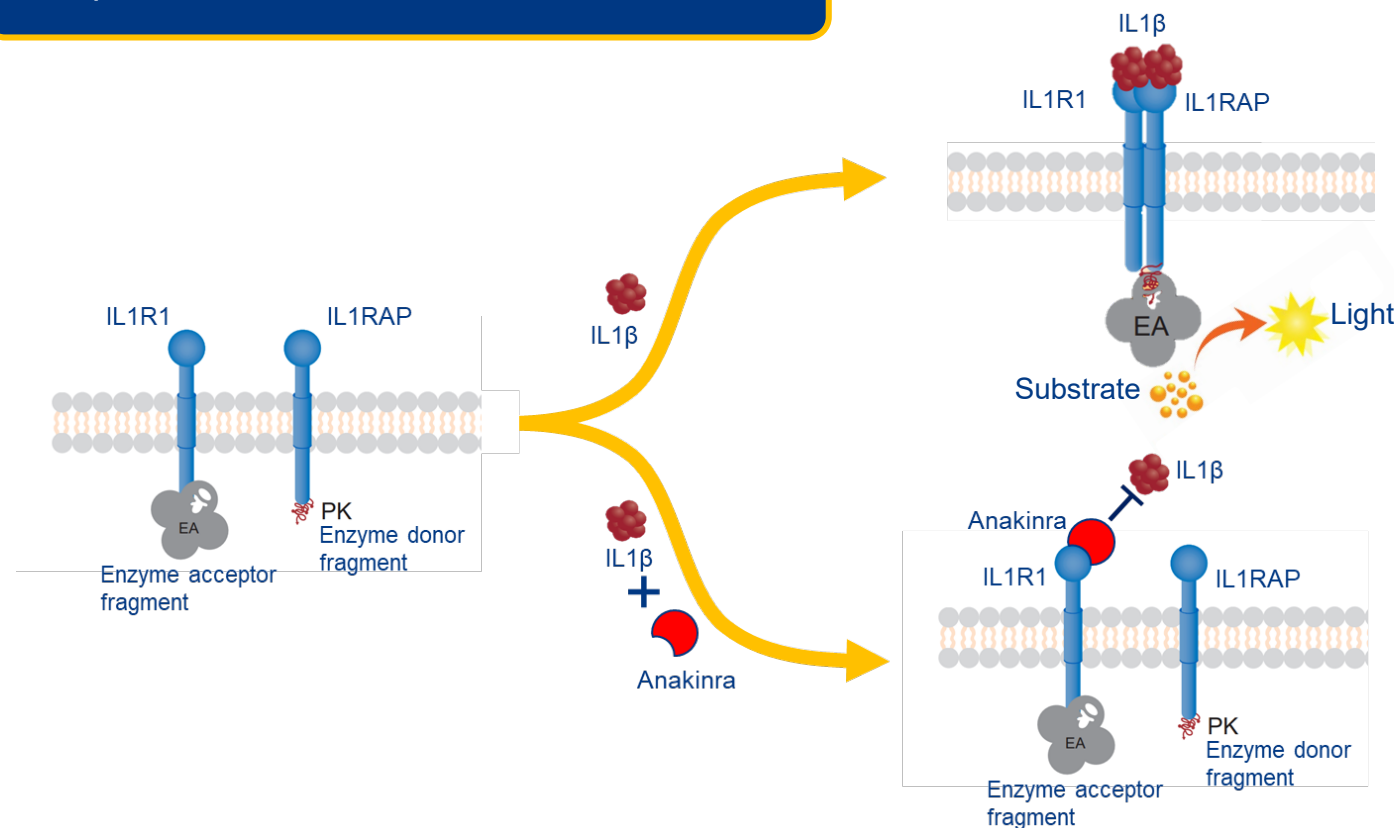 IL1R1
IL1RAP
EA
PK
Enzyme donor
fragment
Enzyme acceptor
fragment
IL1β
IL1β
+
Anakinra
IL1β
IL1R1
IL1RAP
EA
Light
Substrate
IL1β
Anakinra
IL1R1
IL1RAP
EA
PK
Enzyme donor
fragment
Enzyme acceptor
fragment